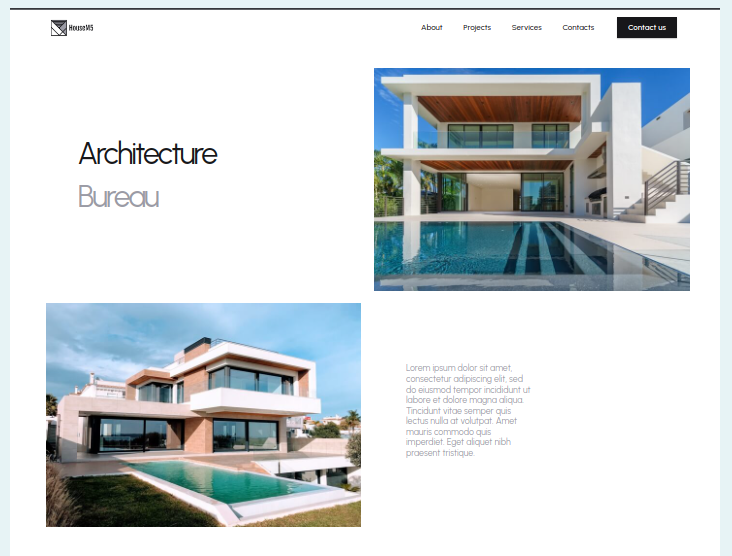 HouseMS
About Projects Services Contacts Contact us
Architecture
Bureau
Lorem ipsum dolor sit amet,
consectetur adipiscing elit, sed
do eiusmod tempor incididunt ut
labore et dolore magna aliqua.
Tincidunt vitae semper quis
lectus nulla at volutpat. Amet
mauris commodo quis
imperdiet. Eget aliquet nibh
praesent tristique.